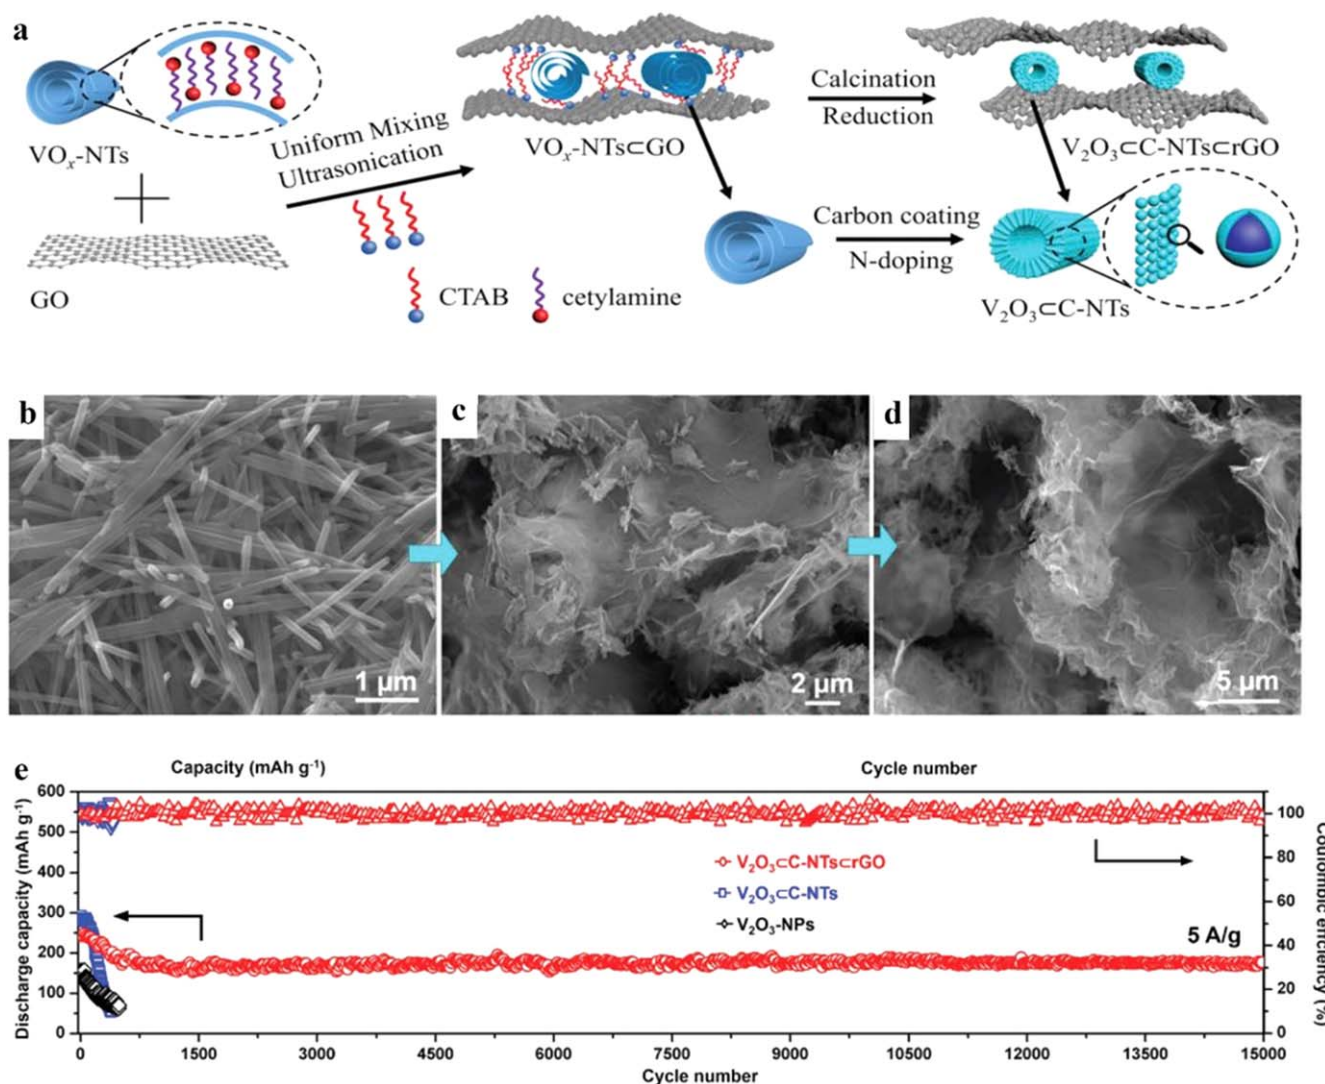 a
VOₓ-NTs
GO
Uniform Mixing
Ultrasonication
CTAB
cetylamine
VOₓ-NTs⊂GO
Calcination
Reduction
V₂O₃⊂C-NTs⊂rGO
Carbon coating
N-doping
V₂O₃⊂C-NTs
b
1 μm
c
2 μm
d
5 μm
e
Capacity (mAh g⁻¹)
Cycle number
Discharge capacity (mAh g⁻¹)
600
500
400
300
200
100
0
V₂O₃⊂C-NTs⊂rGO
V₂O₃⊂C-NTs
V₂O₃-NPs
5 A/g
100
80
60
40
20
0
Coulombic efficiency (%)
0 1500 3000 4500 6000 7500 9000 10500 12000 13500 15000
Cycle number